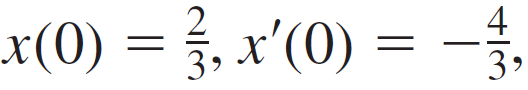 x(0) = 2/3, x′(0) = −4/3,